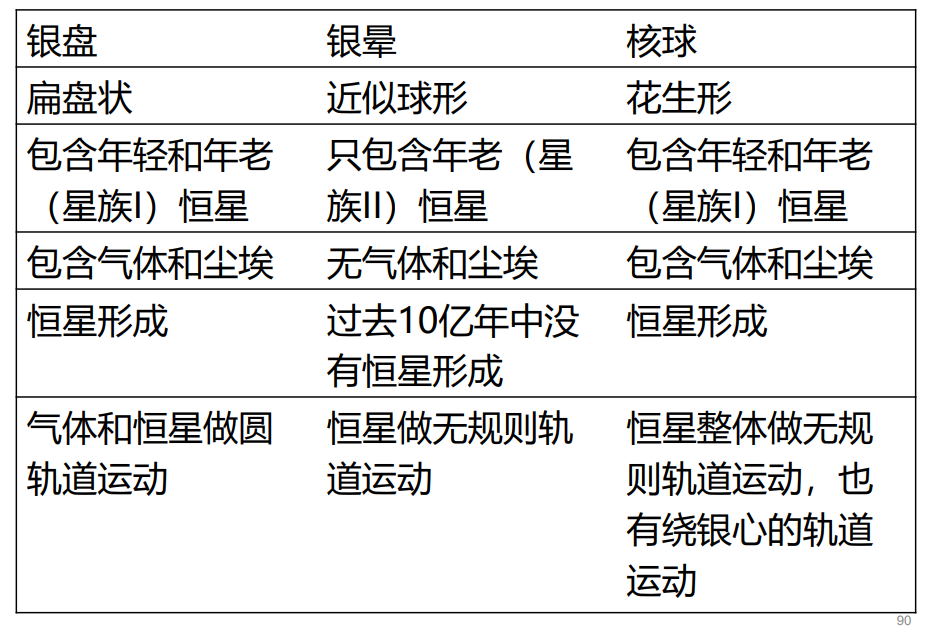 银盘 银晕 核球
扁盘状 近似球形 花生形
包含年轻和年老 只包含年老（星 包含年轻和年老
（星族I）恒星 族II）恒星 （星族I）恒星
包含气体和尘埃 无气体和尘埃 包含气体和尘埃
恒星形成 过去10亿年中没 恒星形成
有恒星形成
气体和恒星做圆 恒星做无规则轨 恒星整体做无规
轨道运动 道运动 则轨道运动，也
有绕银心的轨道
运动
90